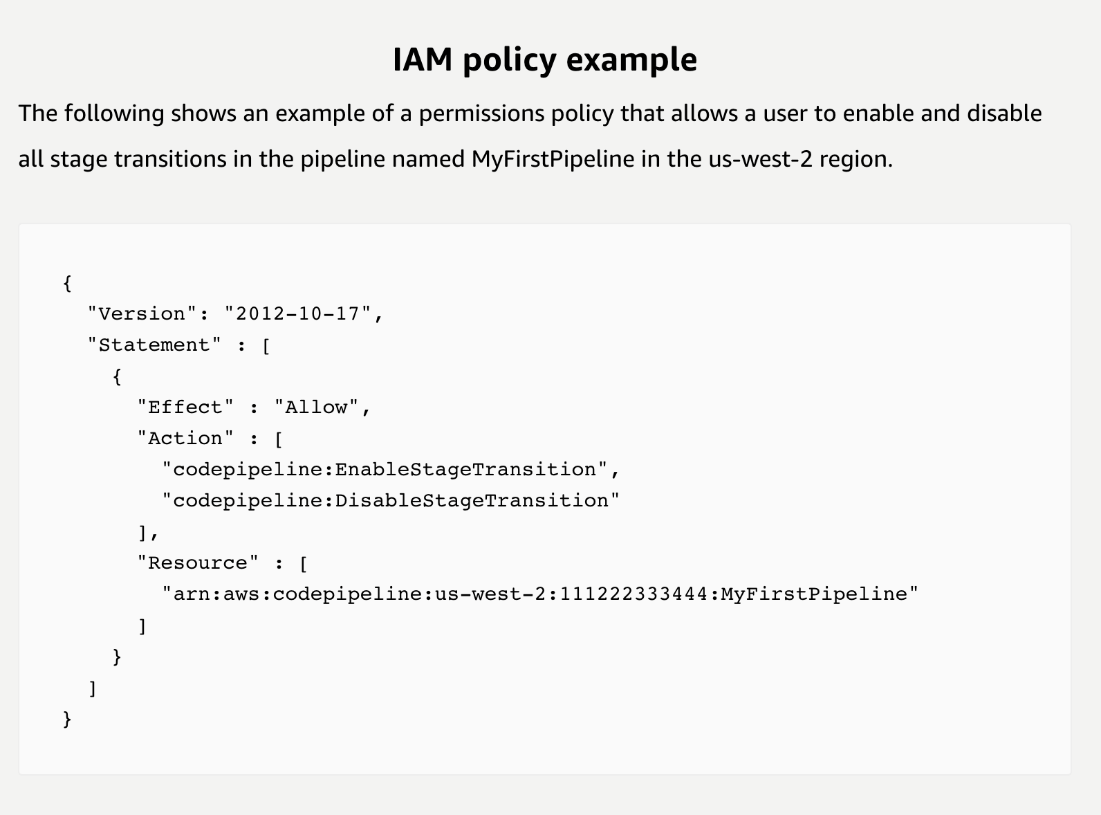 IAM policy example
The following shows an example of a permissions policy that allows a user to enable and disable
all stage transitions in the pipeline named MyFirstPipeline in the us-west-2 region.
{
  "Version": "2012-10-17",
  "Statement" : [
    {
      "Effect" : "Allow",
      "Action" : [
        "codepipeline:EnableStageTransition",
        "codepipeline:DisableStageTransition"
      ],
      "Resource" : [
        "arn:aws:codepipeline:us-west-2:111222333444:MyFirstPipeline"
      ]
    }
  ]
}